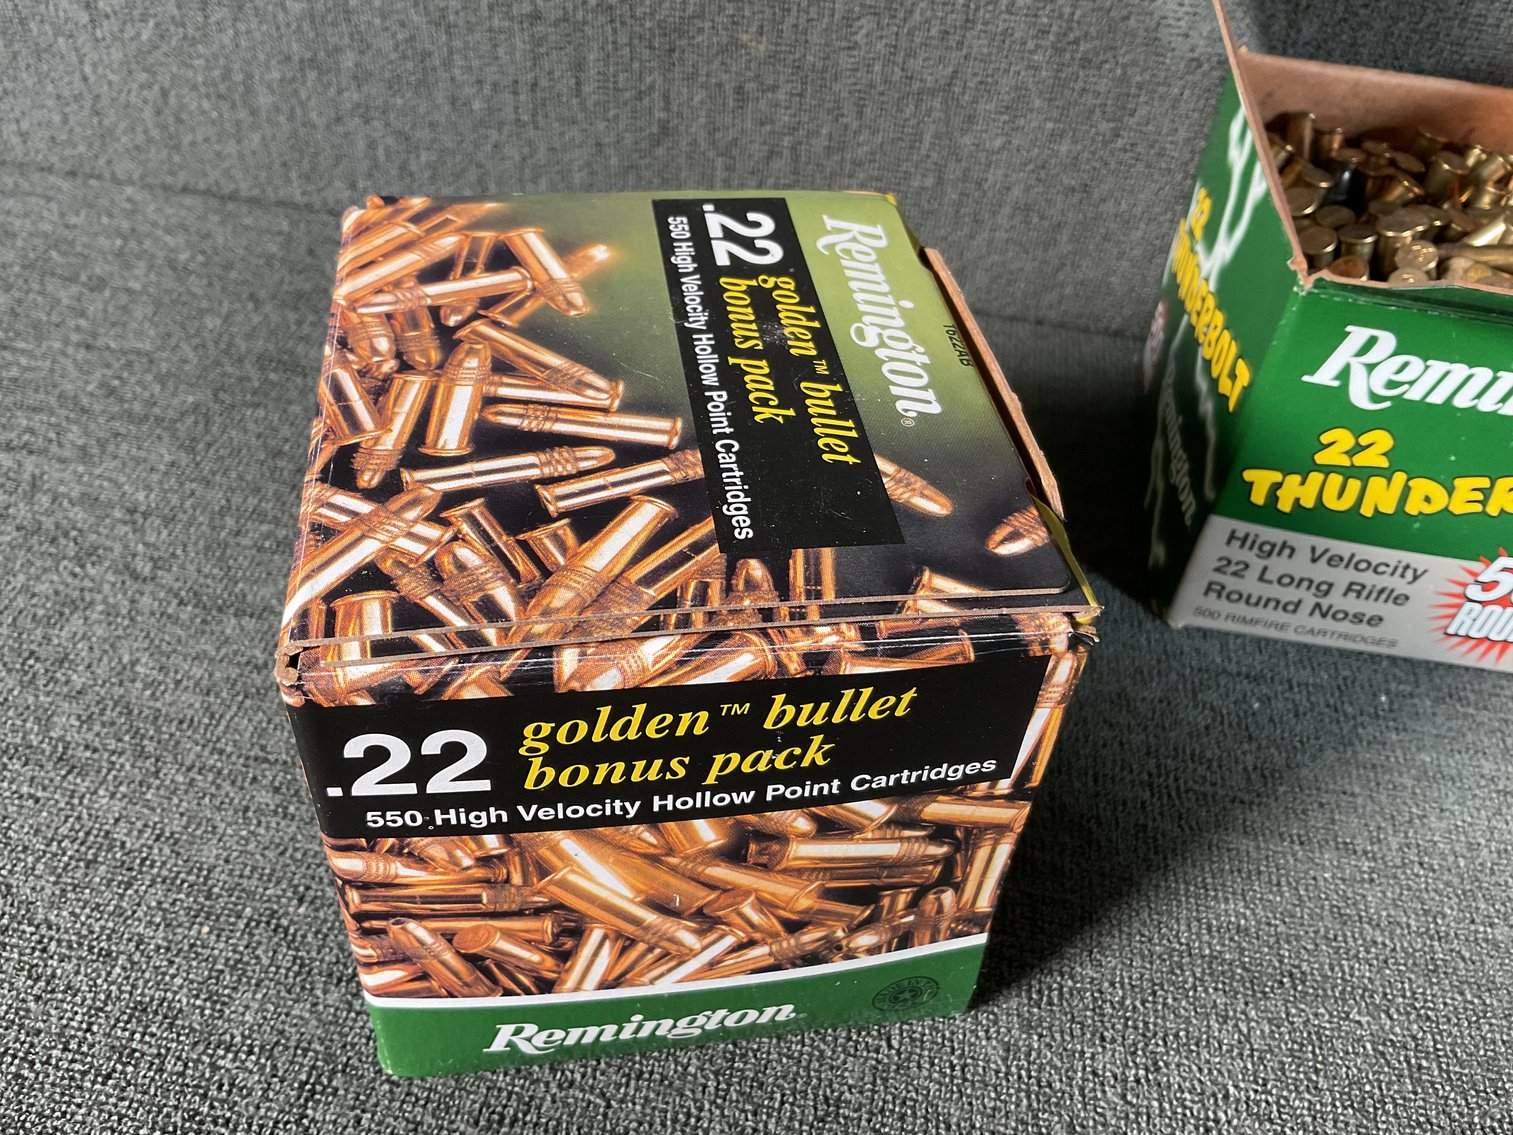 Remington®
.22 golden™ bullet
bonus pack
550 High Velocity Hollow Point Cartridges
1622AB
.22 golden™ bullet
bonus pack
550 High Velocity Hollow Point Cartridges
Remington
22
THUNDERBOLT
Remington
Remi
22
THUNDER
High Velocity
22 Long Rifle
Round Nose
500 RIMFIRE CARTRIDGES